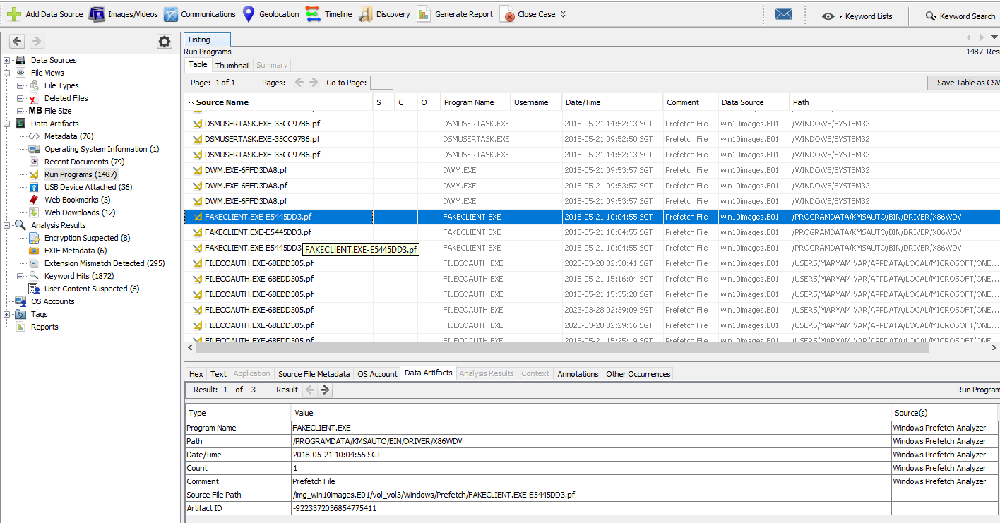 Add Data Source Images/Videos Communications Geolocation Timeline Discovery Generate Report Close Case Keyword Lists Keyword Search
Listing
Run Programs 1487 Res
Table Thumbnail Summary
Page: 1 of 1 Pages: Go to Page: Save Table as CSV
Source Name S C O Program Name Username Date/Time Comment Data Source Path
DSMUSERTASK.EXE-35CC97B6.pf DSMUSERTASK.EXE 2018-05-21 14:52:13 SGT Prefetch File win10images.E01 /WINDOWS/SYSTEM32
DSMUSERTASK.EXE-35CC97B6.pf DSMUSERTASK.EXE 2018-05-21 09:52:50 SGT Prefetch File win10images.E01 /WINDOWS/SYSTEM32
DSMUSERTASK.EXE-35CC97B6.pf DSMUSERTASK.EXE 2018-05-21 14:52:13 SGT Prefetch File win10images.E01 /WINDOWS/SYSTEM32
DWM.EXE-6FFD3DA8.pf DWM.EXE 2018-05-21 09:53:57 SGT Prefetch File win10images.E01 /WINDOWS/SYSTEM32
DWM.EXE-6FFD3DA8.pf DWM.EXE 2018-05-21 09:53:57 SGT Prefetch File win10images.E01 /WINDOWS/SYSTEM32
DWM.EXE-6FFD3DA8.pf DWM.EXE 2018-05-21 09:53:57 SGT Prefetch File win10images.E01 /WINDOWS/SYSTEM32
FAKECLIENT.EXE-E5445DD3.pf FAKECLIENT.EXE 2018-05-21 10:04:55 SGT Prefetch File win10images.E01 /PROGRAMDATA/KMSAUTO/BIN/DRIVER/X86WDV
FAKECLIENT.EXE-E5445DD3.pf FAKECLIENT.EXE 2018-05-21 10:04:55 SGT Prefetch File win10images.E01 /PROGRAMDATA/KMSAUTO/BIN/DRIVER/X86WDV
FAKECLIENT.EXE-E5445DD3 FAKECLIENT.EXE 2018-05-21 10:04:55 SGT Prefetch File win10images.E01 /PROGRAMDATA/KMSAUTO/BIN/DRIVER/X86WDV
FAKECLIENT.EXE-E5445DD3.pf
FILECOAUTH.EXE-68EDD305.pf FILECOAUTH.EXE 2023-03-28 02:38:41 SGT Prefetch File win10images.E01 /USERS/MARYAM.VAR/APPDATA/LOCAL/MICROSOFT/ONE...
FILECOAUTH.EXE-68EDD305.pf FILECOAUTH.EXE 2018-05-21 15:16:04 SGT Prefetch File win10images.E01 /USERS/MARYAM.VAR/APPDATA/LOCAL/MICROSOFT/ONE...
FILECOAUTH.EXE-68EDD305.pf FILECOAUTH.EXE 2018-05-21 15:35:20 SGT Prefetch File win10images.E01 /USERS/MARYAM.VAR/APPDATA/LOCAL/MICROSOFT/ONE...
FILECOAUTH.EXE-68EDD305.pf FILECOAUTH.EXE 2023-03-28 02:39:09 SGT Prefetch File win10images.E01 /USERS/MARYAM.VAR/APPDATA/LOCAL/MICROSOFT/ONE...
FILECOAUTH.EXE-68EDD305.pf FILECOAUTH.EXE 2023-03-28 02:29:16 SGT Prefetch File win10images.E01 /USERS/MARYAM.VAR/APPDATA/LOCAL/MICROSOFT/ONE...
FILECOAUTH.EXE-68EDD305.pf FILECOAUTH.EXE 2018-05-21 15:25:19 SGT Prefetch File win10images.E01 /USERS/MARYAM.VAR/APPDATA/LOCAL/MICROSOFT/ONE...
Data Sources
File Views
File Types
Deleted Files
MB File Size
Data Artifacts
Metadata (76)
Operating System Information (1)
Recent Documents (79)
Run Programs (1487)
USB Device Attached (36)
Web Bookmarks (3)
Web Downloads (12)
Analysis Results
Encryption Suspected (8)
EXIF Metadata (6)
Extension Mismatch Detected (295)
Keyword Hits (1872)
User Content Suspected (6)
OS Accounts
Tags
Reports
Hex Text Application Source File Metadata OS Account Data Artifacts Analysis Results Context Annotations Other Occurrences
Result: 1 of 3 Result Run Program
Type Value Source(s)
Program Name FAKECLIENT.EXE Windows Prefetch Analyzer
Path /PROGRAMDATA/KMSAUTO/BIN/DRIVER/X86WDV Windows Prefetch Analyzer
Date/Time 2018-05-21 10:04:55 SGT Windows Prefetch Analyzer
Count 1 Windows Prefetch Analyzer
Comment Prefetch File Windows Prefetch Analyzer
Source File Path /img_win10images.E01/vol_vol3/Windows/Prefetch/FAKECLIENT.EXE-E5445DD3.pf
Artifact ID -9223372036854775411